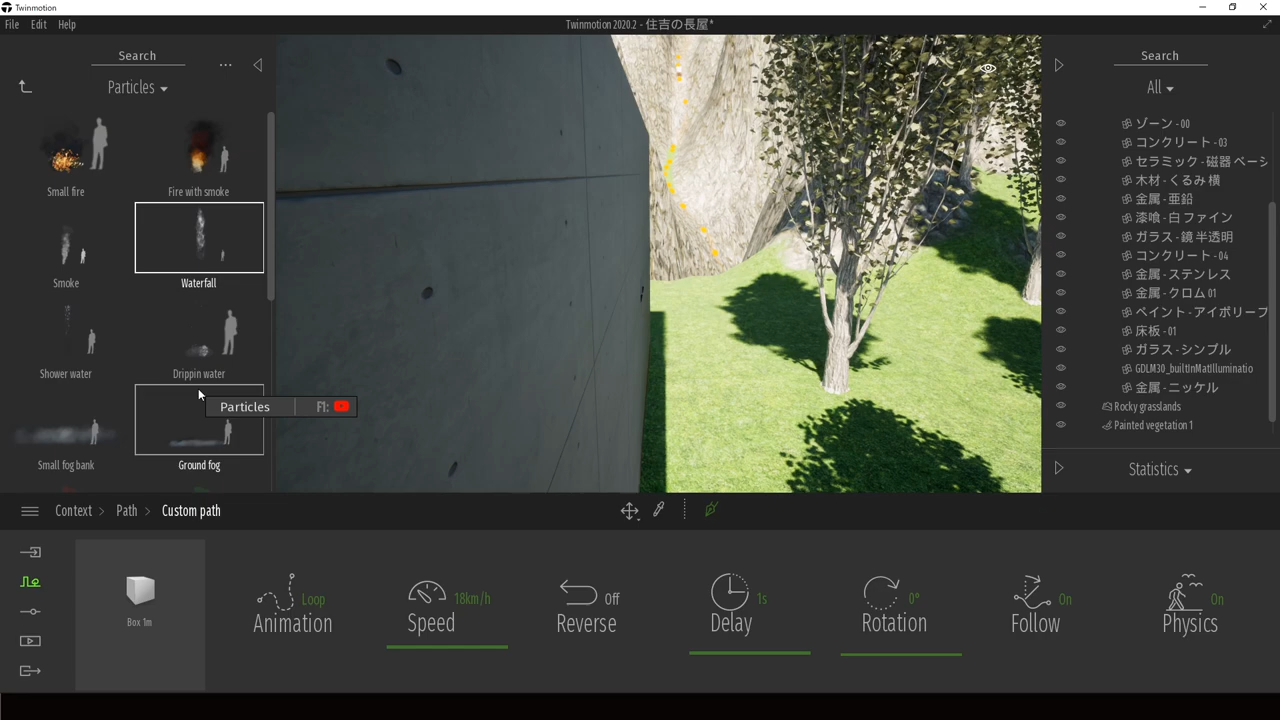 Twinmotion
File Edit Help
Twinmotion 2020.2 - 住吉の長屋*
Search
...
Particles
Small fire
Fire with smoke
Smoke
Waterfall
Shower water
Drippin water
Particles F1:
Small fog bank
Ground fog
Search
All
ゾーン - 00
コンクリート - 03
セラミック - 磁器 ベーシ
木材 - くるみ 横
金属 - 亜鉛
漆喰 - 白 ファイン
ガラス - 鏡 半透明
コンクリート - 04
金属 - ステンレス
金属 - クロム 01
ペイント - アイボリーフ
床板 - 01
ガラス - シンプル
GDLM30_builtInMatIlluminatio
金属 - ニッケル
Rocky grasslands
Painted vegetation 1
Statistics
Context > Path > Custom path
Box 1m
Loop
Animation
18km/h
Speed
Off
Reverse
1s
Delay
0°
Rotation
On
Follow
On
Physics